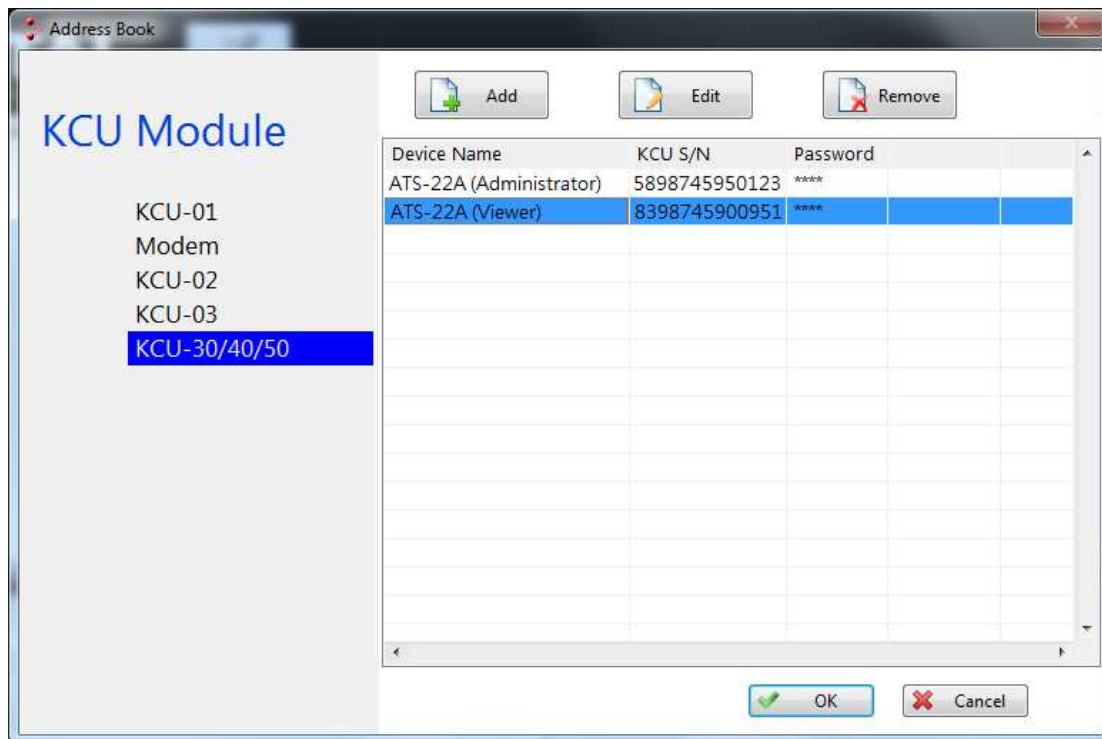 Address Book
KCU Module
KCU-01
Modem
KCU-02
KCU-03
KCU-30/40/50
Add Edit Remove
Device Name KCU S/N Password
ATS-22A (Administrator) 5898745950123 ****
ATS-22A (Viewer) 8398745900951 ****
OK Cancel